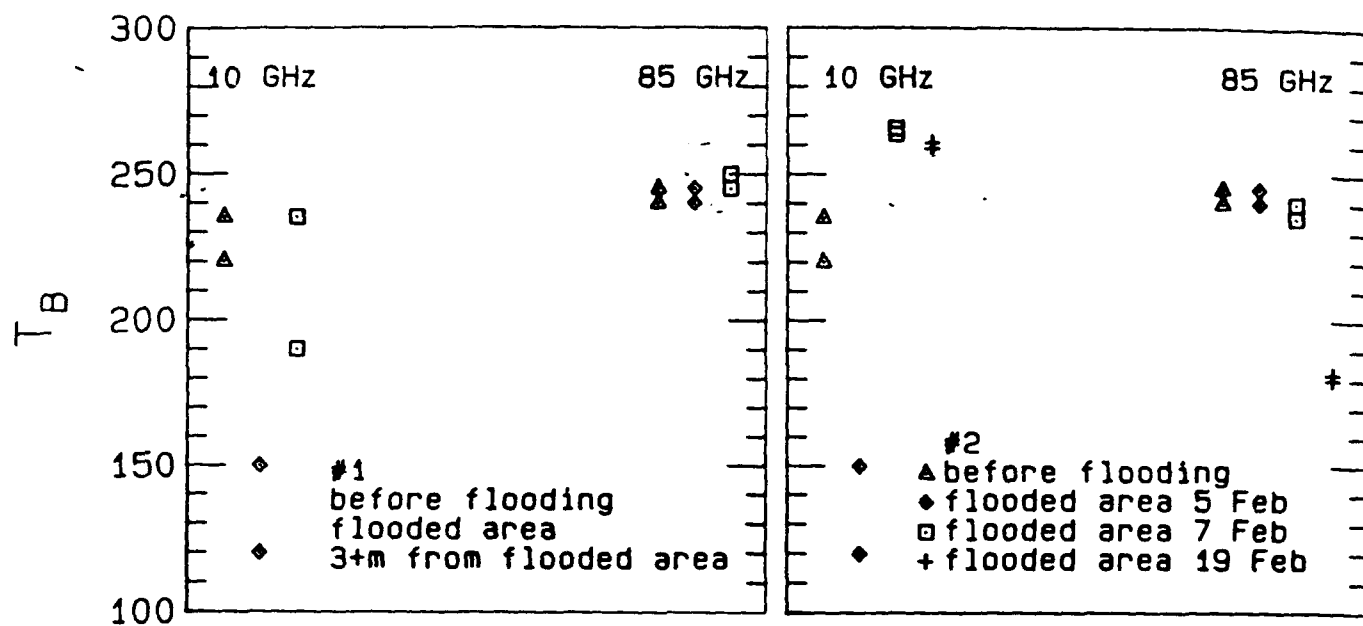 300
250
200
150
100
T_B
10 GHz
85 GHz
#1
before flooding
flooded area
3+m from flooded area
10 GHz
85 GHz
#2
before flooding
flooded area 5 Feb
flooded area 7 Feb
flooded area 19 Feb